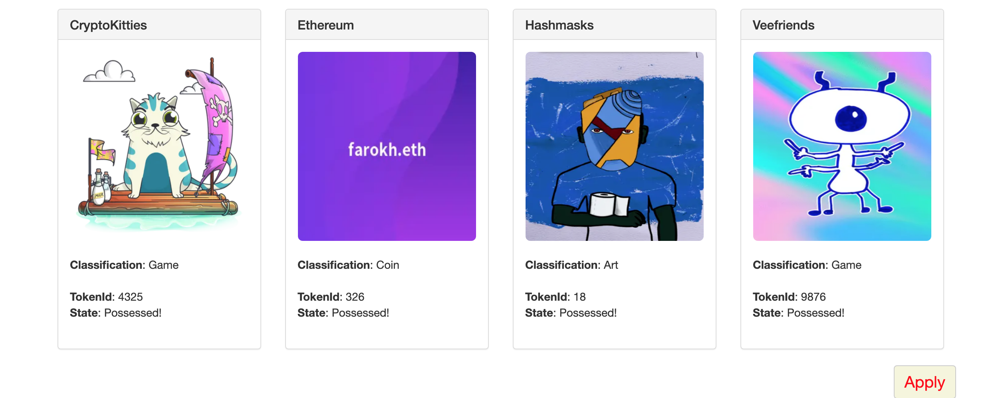 CryptoKitties
MiLK
Classification: Game
TokenId: 4325
State: Possessed!
Ethereum
farokh.eth
Classification: Coin
TokenId: 326
State: Possessed!
Hashmasks
Classification: Art
TokenId: 18
State: Possessed!
Veefriends
Classification: Game
TokenId: 9876
State: Possessed!
Apply